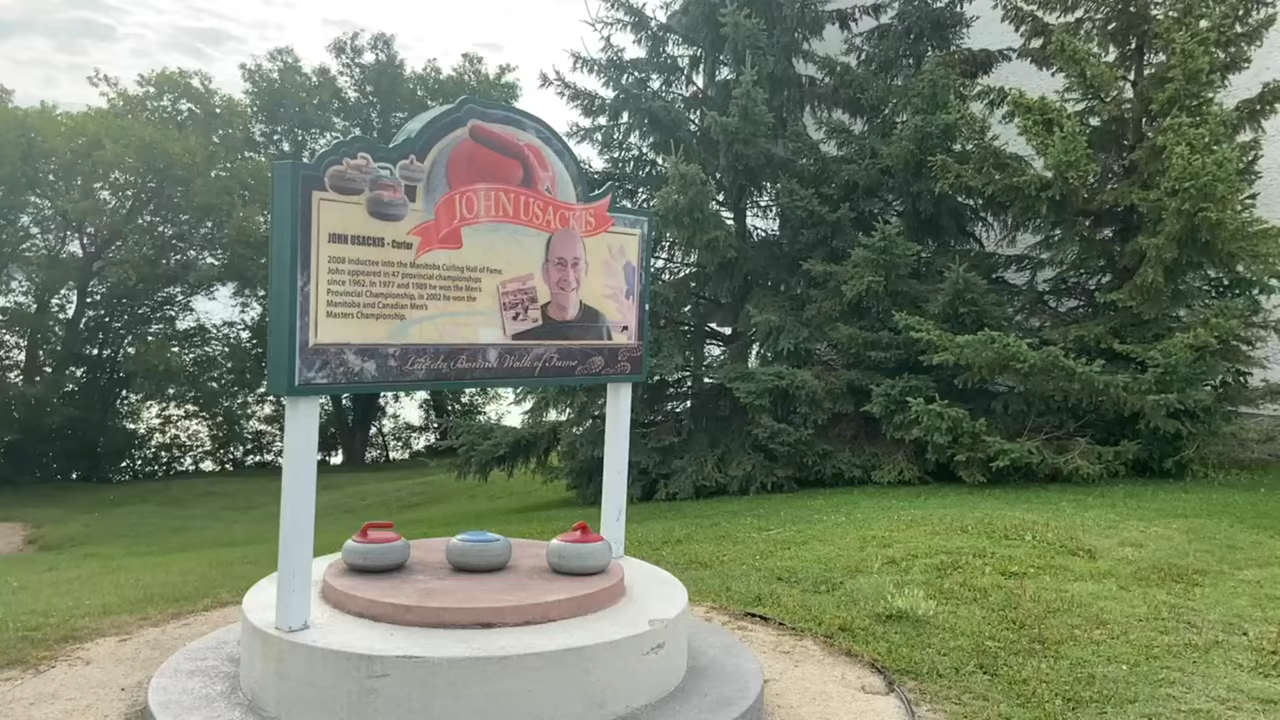 JOHN USACKIS
JOHN USACKIS - Curler
2008 inductee into the Manitoba Curling Hall of Fame.
John appeared in 47 provincial championships
since 1962. In 1977 and 1989 he won the Men's
Provincial Championship, in 2002 he won the
Manitoba and Canadian Men's
Masters Championship.
Lac du Bonnet Walk of Fame